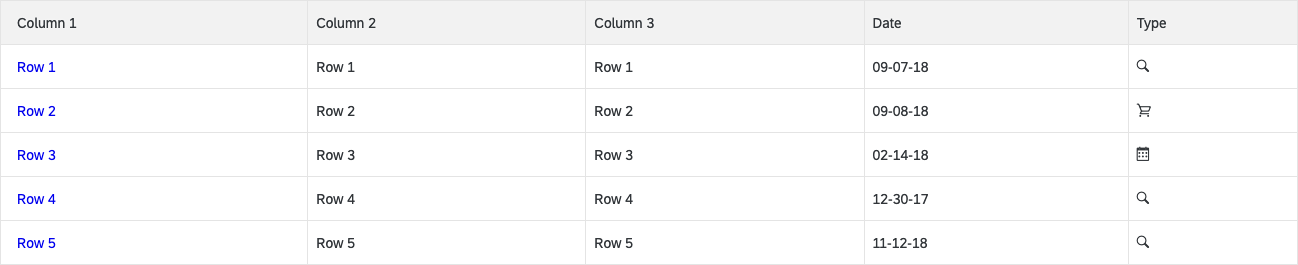 Column 1 Column 2 Column 3 Date Type
Row 1 Row 1 Row 1 09-07-18
Row 2 Row 2 Row 2 09-08-18
Row 3 Row 3 Row 3 02-14-18
Row 4 Row 4 Row 4 12-30-17
Row 5 Row 5 Row 5 11-12-18